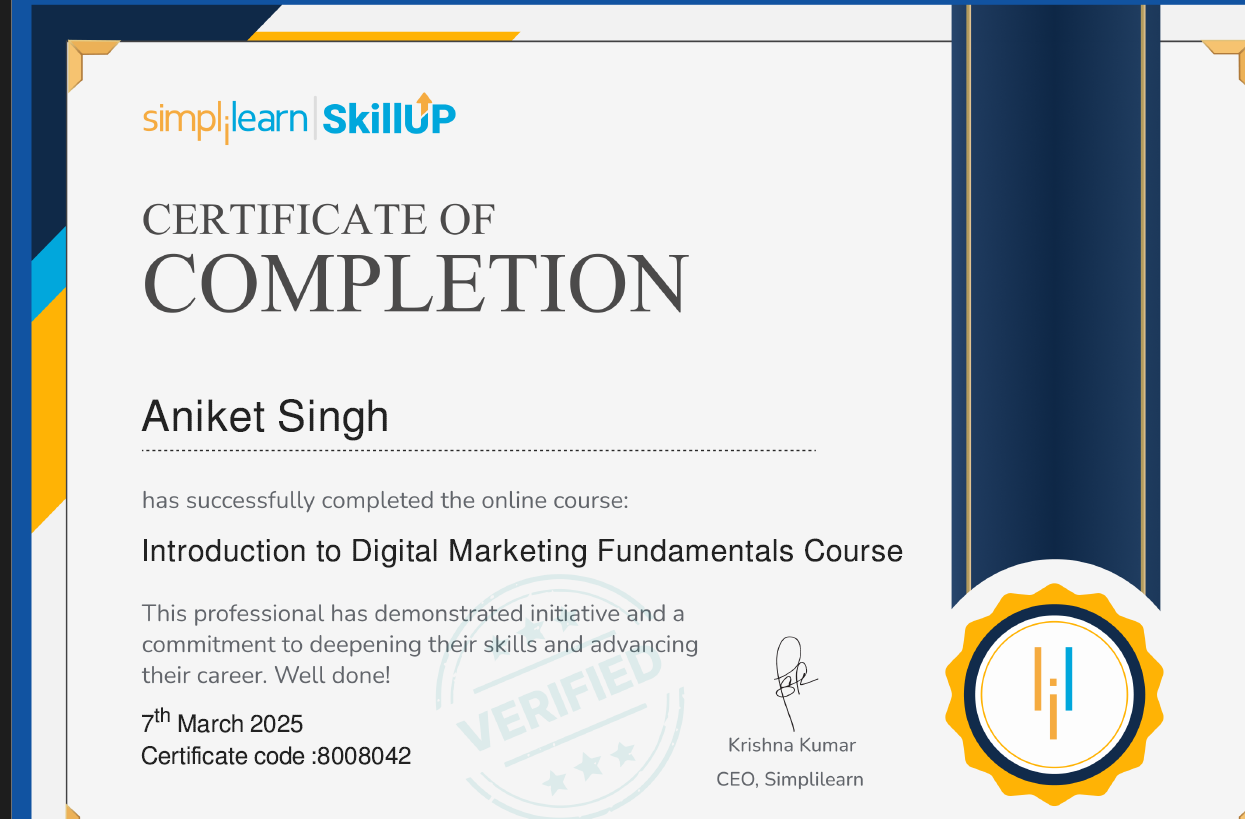 simplilearn | SkillUP
CERTIFICATE OF
COMPLETION
Aniket Singh
has successfully completed the online course:
Introduction to Digital Marketing Fundamentals Course
This professional has demonstrated initiative and a
commitment to deepening their skills and advancing
their career. Well done!
VERIFIED
7th March 2025
Certificate code :8008042
Krishna Kumar
CEO, Simplilearn